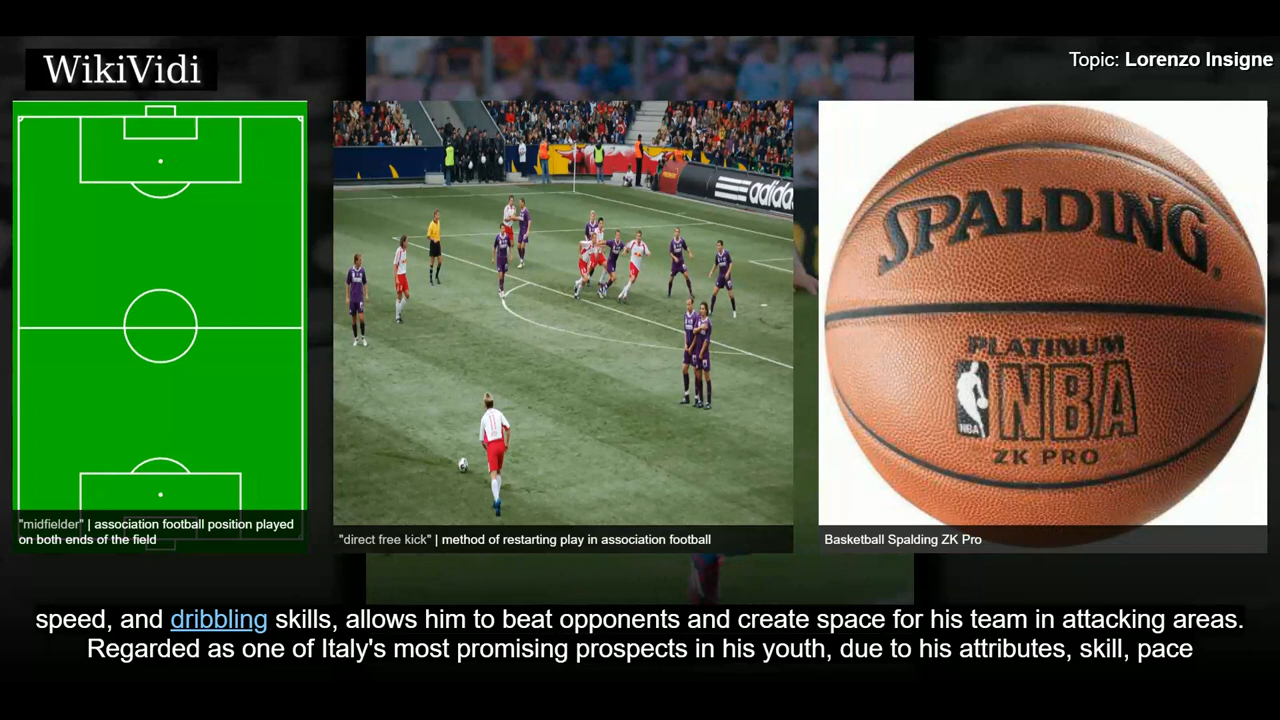 WikiVidi
Topic: Lorenzo Insigne
adidas
11
SPALDING
PLATINUM
NBA
NBA
ZK PRO
"midfielder" | association football position played
on both ends of the field
"direct free kick" | method of restarting play in association football
Basketball Spalding ZK Pro
speed, and dribbling skills, allows him to beat opponents and create space for his team in attacking areas.
Regarded as one of Italy's most promising prospects in his youth, due to his attributes, skill, pace